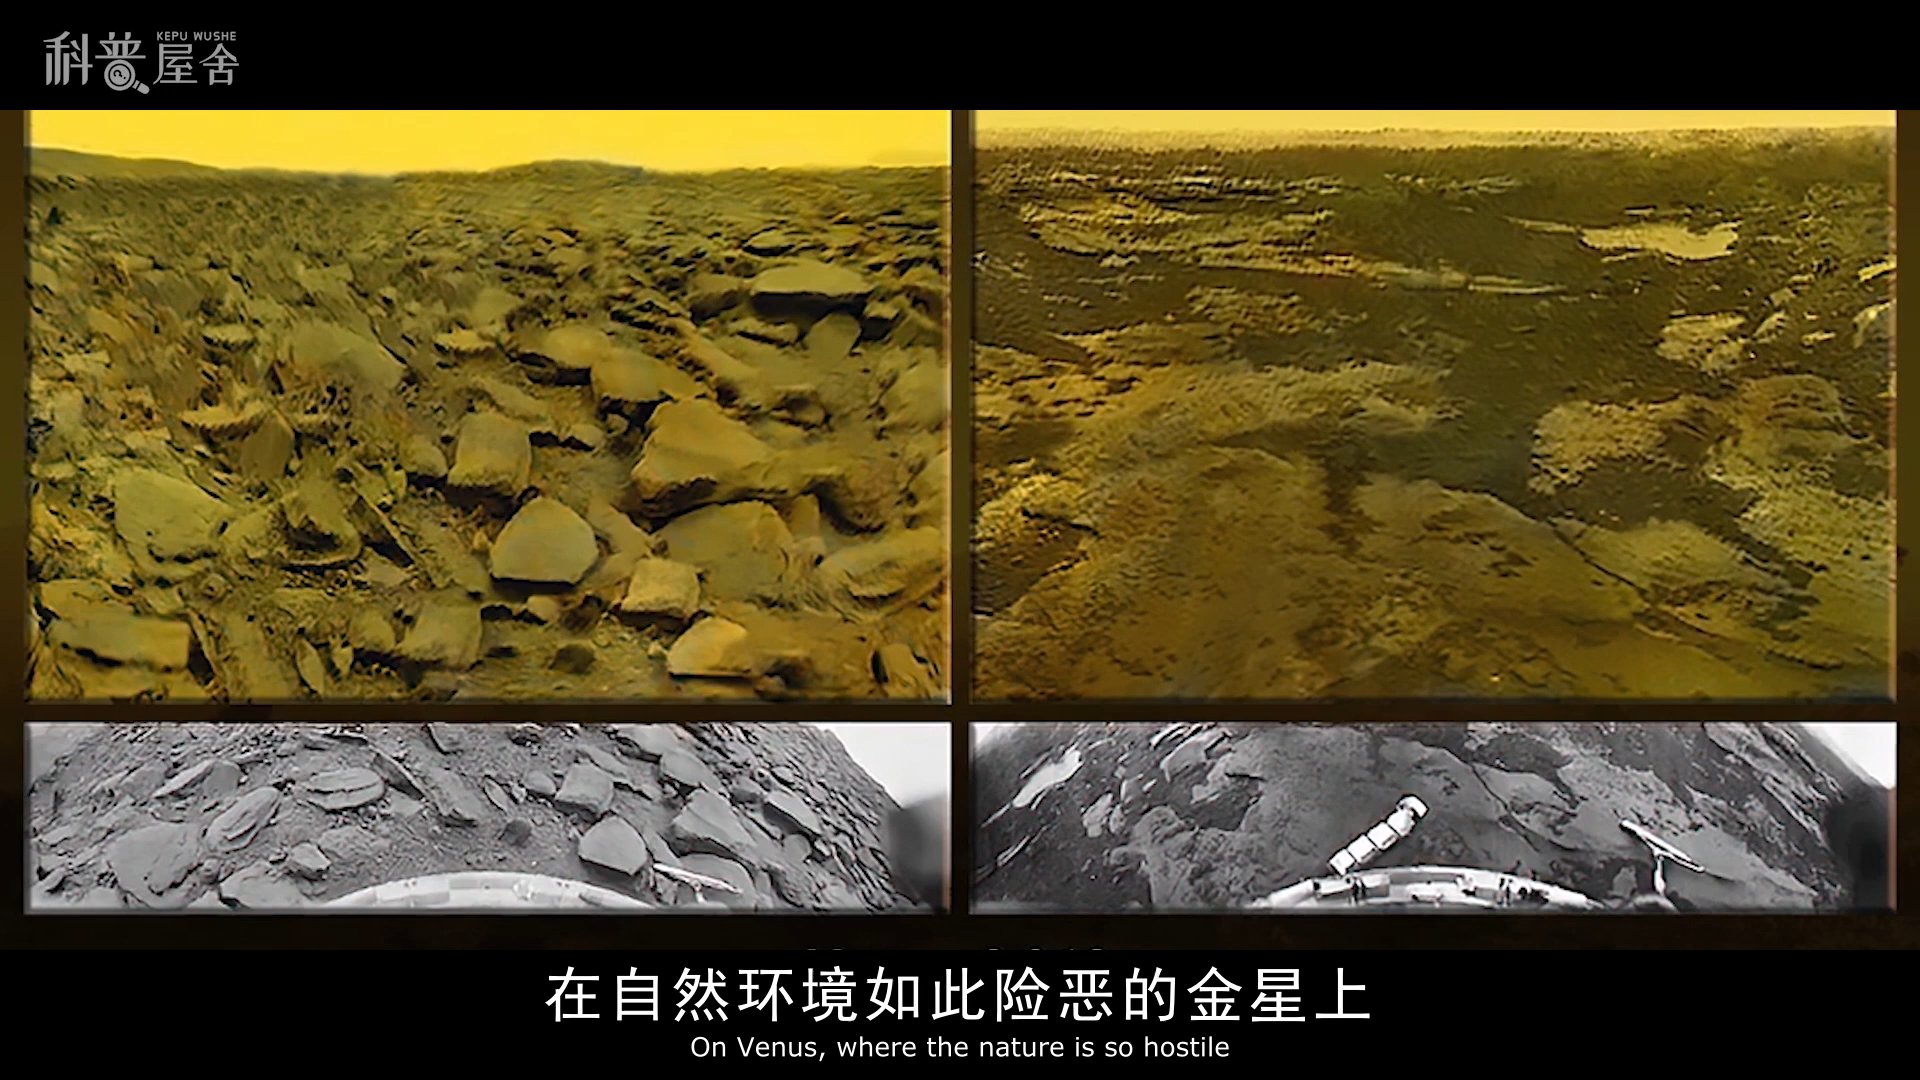 科普屋舍
KEPU WUSHE
在自然环境如此险恶的金星上
On Venus, where the nature is so hostile